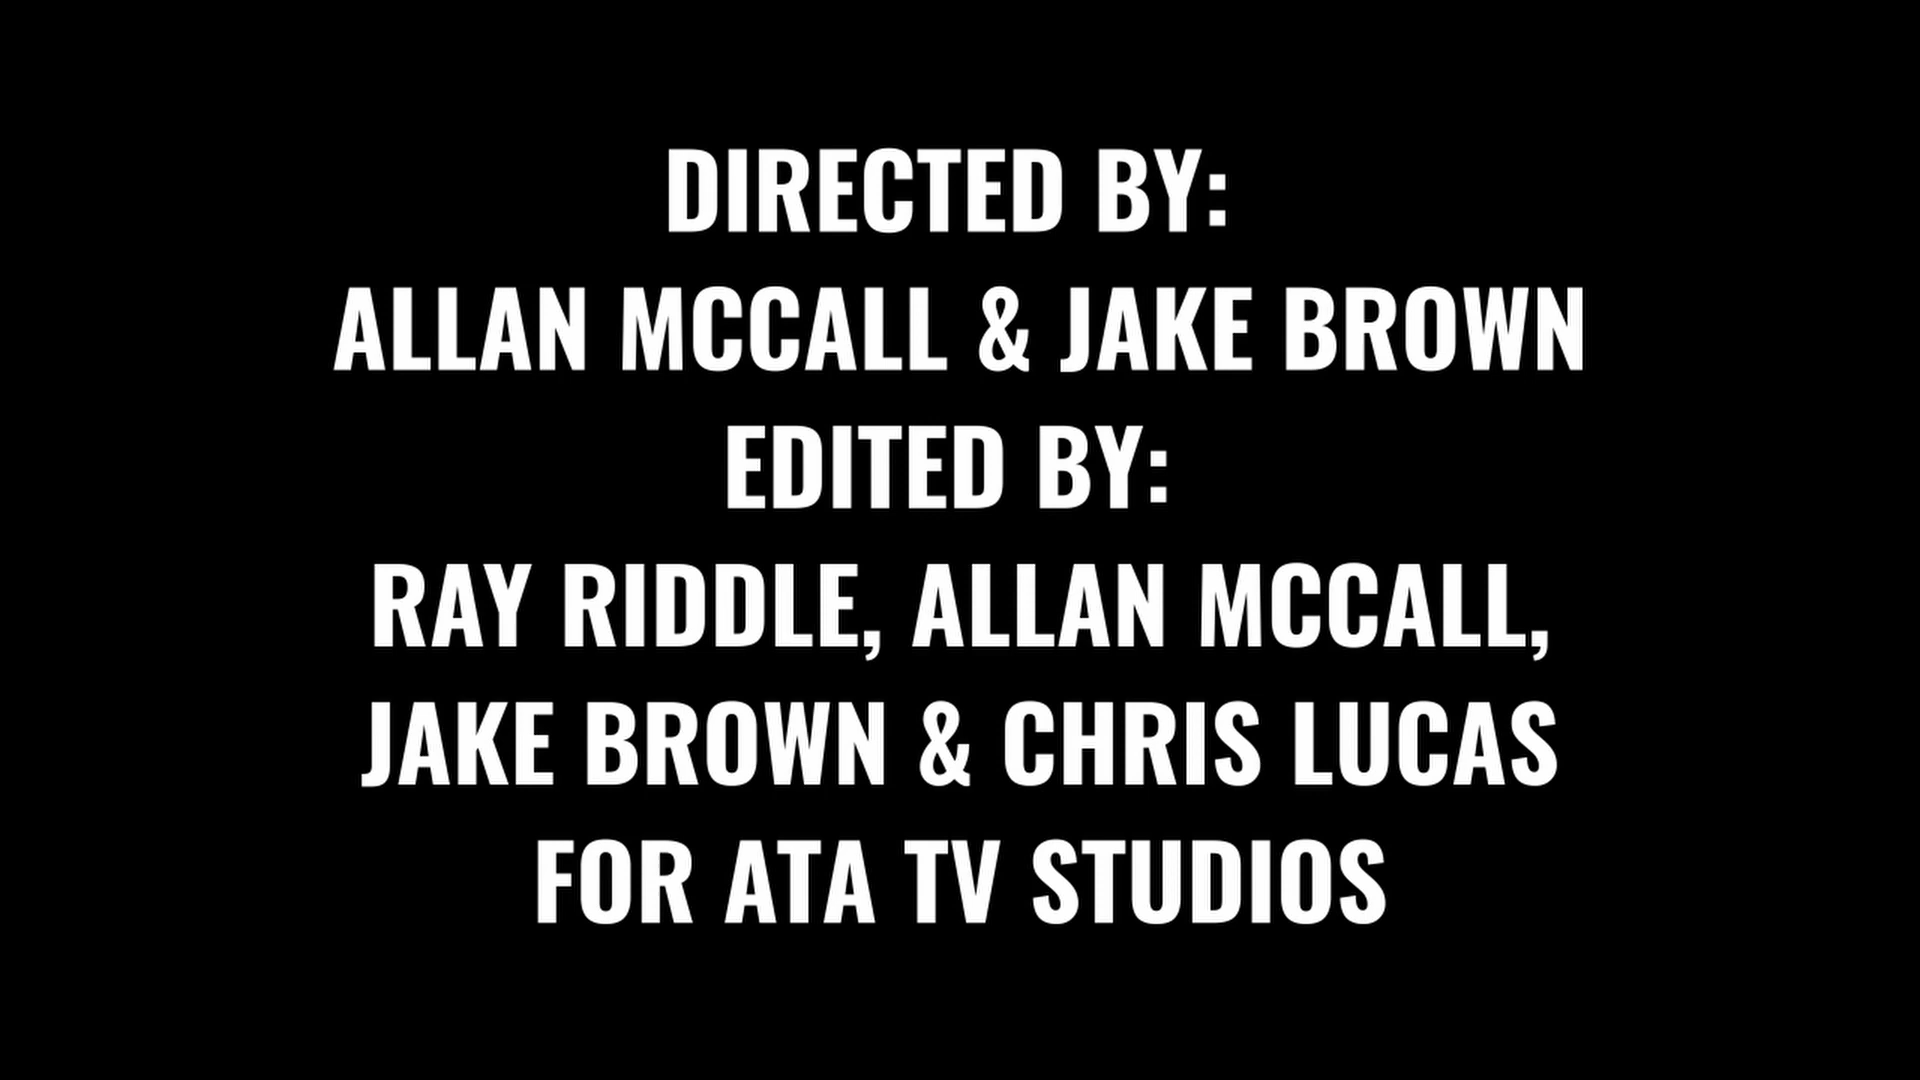 DIRECTED BY:
ALLAN MCCALL & JAKE BROWN
EDITED BY:
RAY RIDDLE, ALLAN MCCALL,
JAKE BROWN & CHRIS LUCAS
FOR ATA TV STUDIOS